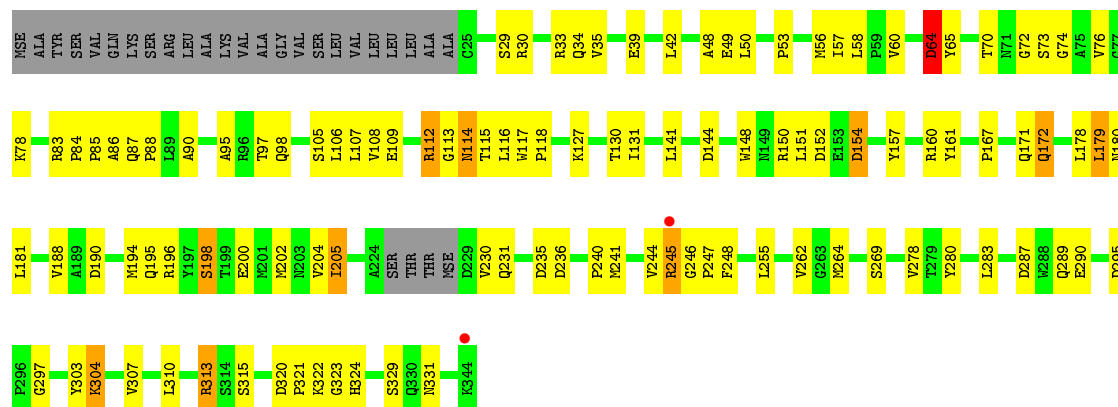 MSE ALA TYR SER VAL GLN LYS SER ARG LEU ALA LYS VAL ALA GLY VAL SER LEU VAL LEU LEU LEU ALA ALA C25 S29 R30 R33 Q34 V35 E39 L42 A48 E49 L50 P53 M56 I57 L58 P59 V60 D64 Y65 T70 N71 G72 S73 G74 A75 V76
K78 R83 P84 P85 A86 Q87 P88 L89 A90 A95 R96 T97 Q98 S105 L106 L107 V108 E109 R112 G113 N114 T115 L116 W117 P118 K127 T130 I131 L141 D144 W148 N149 R150 L151 D152 E153 D154 Y157 R160 Y161 P167 Q171 Q172 L178 L179 N180
L181 V188 A189 D190 M194 Q195 R196 Y197 S198 T199 E200 M201 M202 N203 V204 I205 A224 SER THR THR MSE D229 V230 Q231 D235 D236 P240 M241 V244 R245 G246 P247 F248 L255 V262 G263 M264 S269 V278 T279 Y280 L283 D287 W288 Q289 E290
P296 G297 Y303 K304 V307 L310 R313 S314 S315 D320 P321 K322 G323 H324 S329 Q330 N331 K344